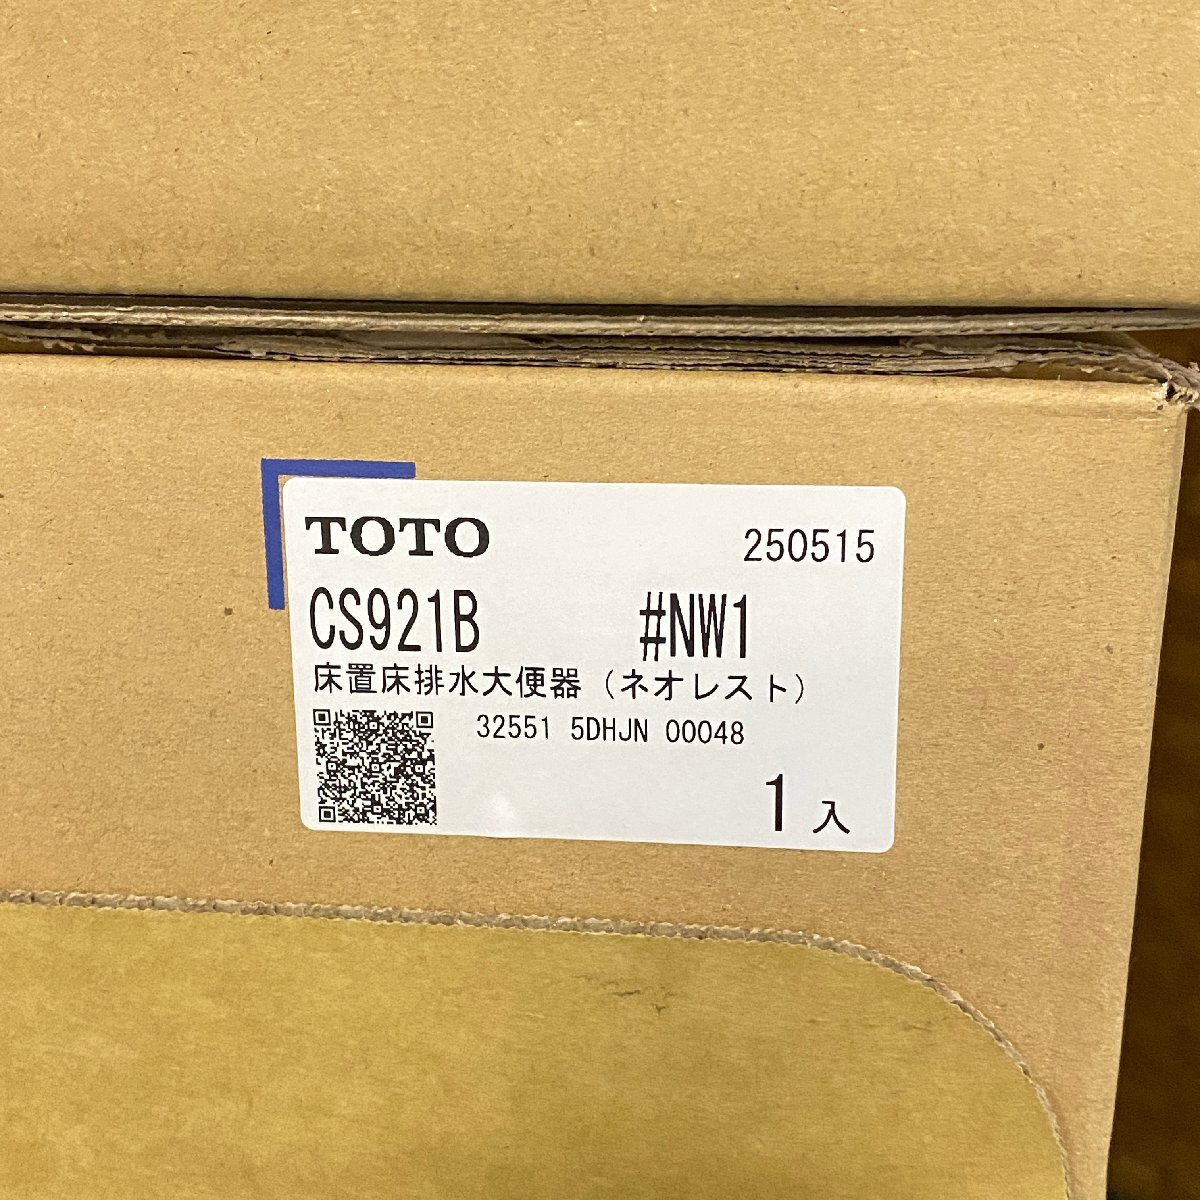 TOTO 250515
CS921B #NW1
床置床排水大便器（ネオレスト）
32551 5DHJN 00048
1入